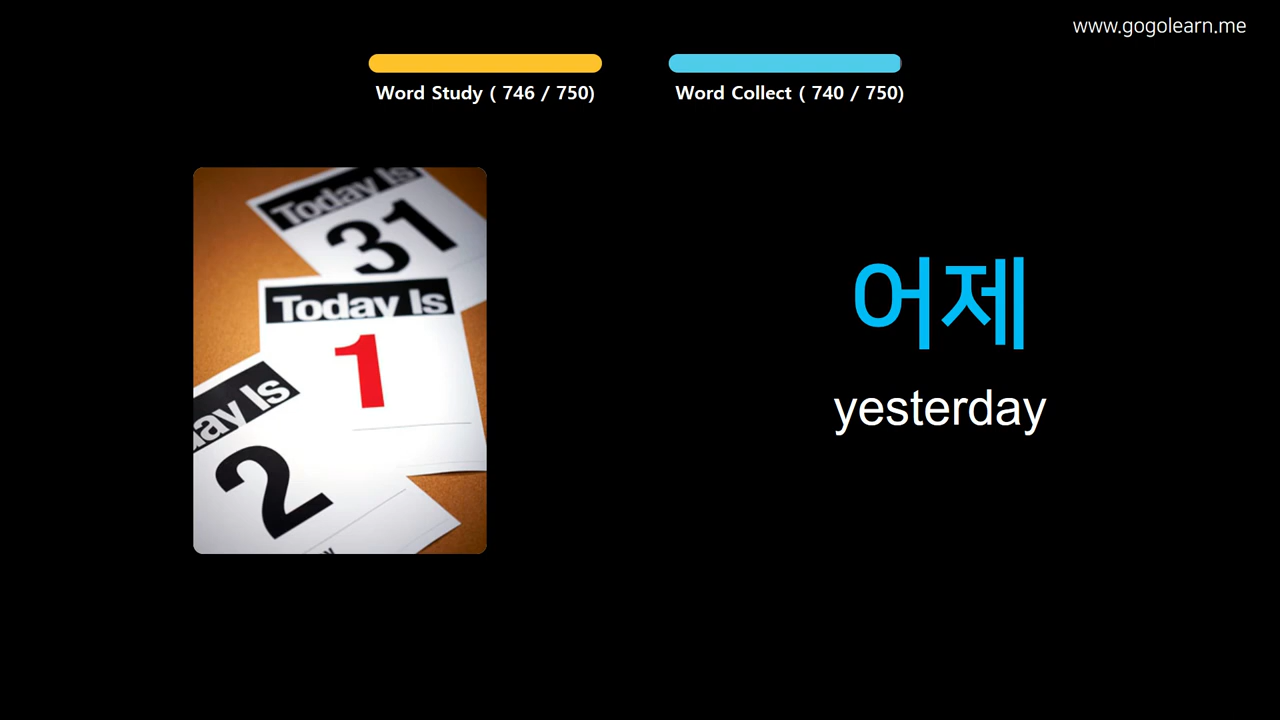 www.gogolearn.me
Word Study ( 746 / 750)
Word Collect ( 740 / 750)
Today Is
31
Today Is
1
day Is
2
어제
yesterday